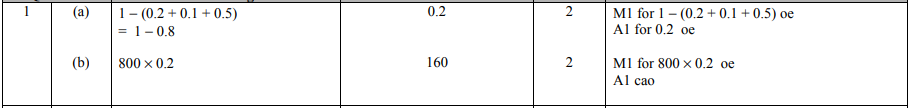 1 (a) 1 – (0.2 + 0.1 + 0.5) 0.2 2 M1 for 1 – (0.2 + 0.1 + 0.5) oe
= 1 – 0.8 A1 for 0.2 oe
(b) 800 × 0.2 160 2 M1 for 800 × 0.2 oe
A1 cao